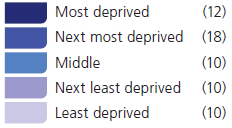 Most deprived (12)
Next most deprived (18)
Middle (10)
Next least deprived (10)
Least deprived (10)